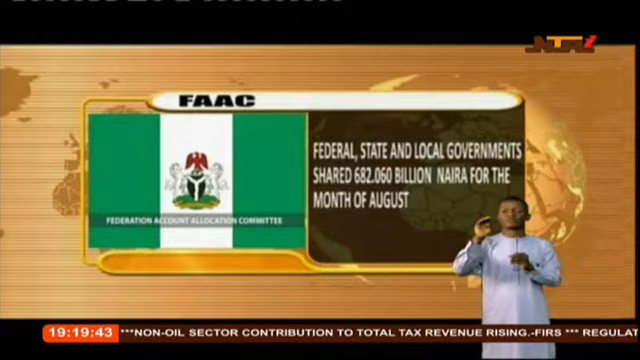 NTA
FAAC
FEDERAL, STATE AND LOCAL GOVERNMENTS
SHARED 682.060 BILLION NAIRA FOR THE
MONTH OF AUGUST
FEDERATION ACCOUNT ALLOCATION COMMITTEE
19:19:43 ***NON-OIL SECTOR CONTRIBUTION TO TOTAL TAX REVENUE RISING.-FIRS *** REGULAT